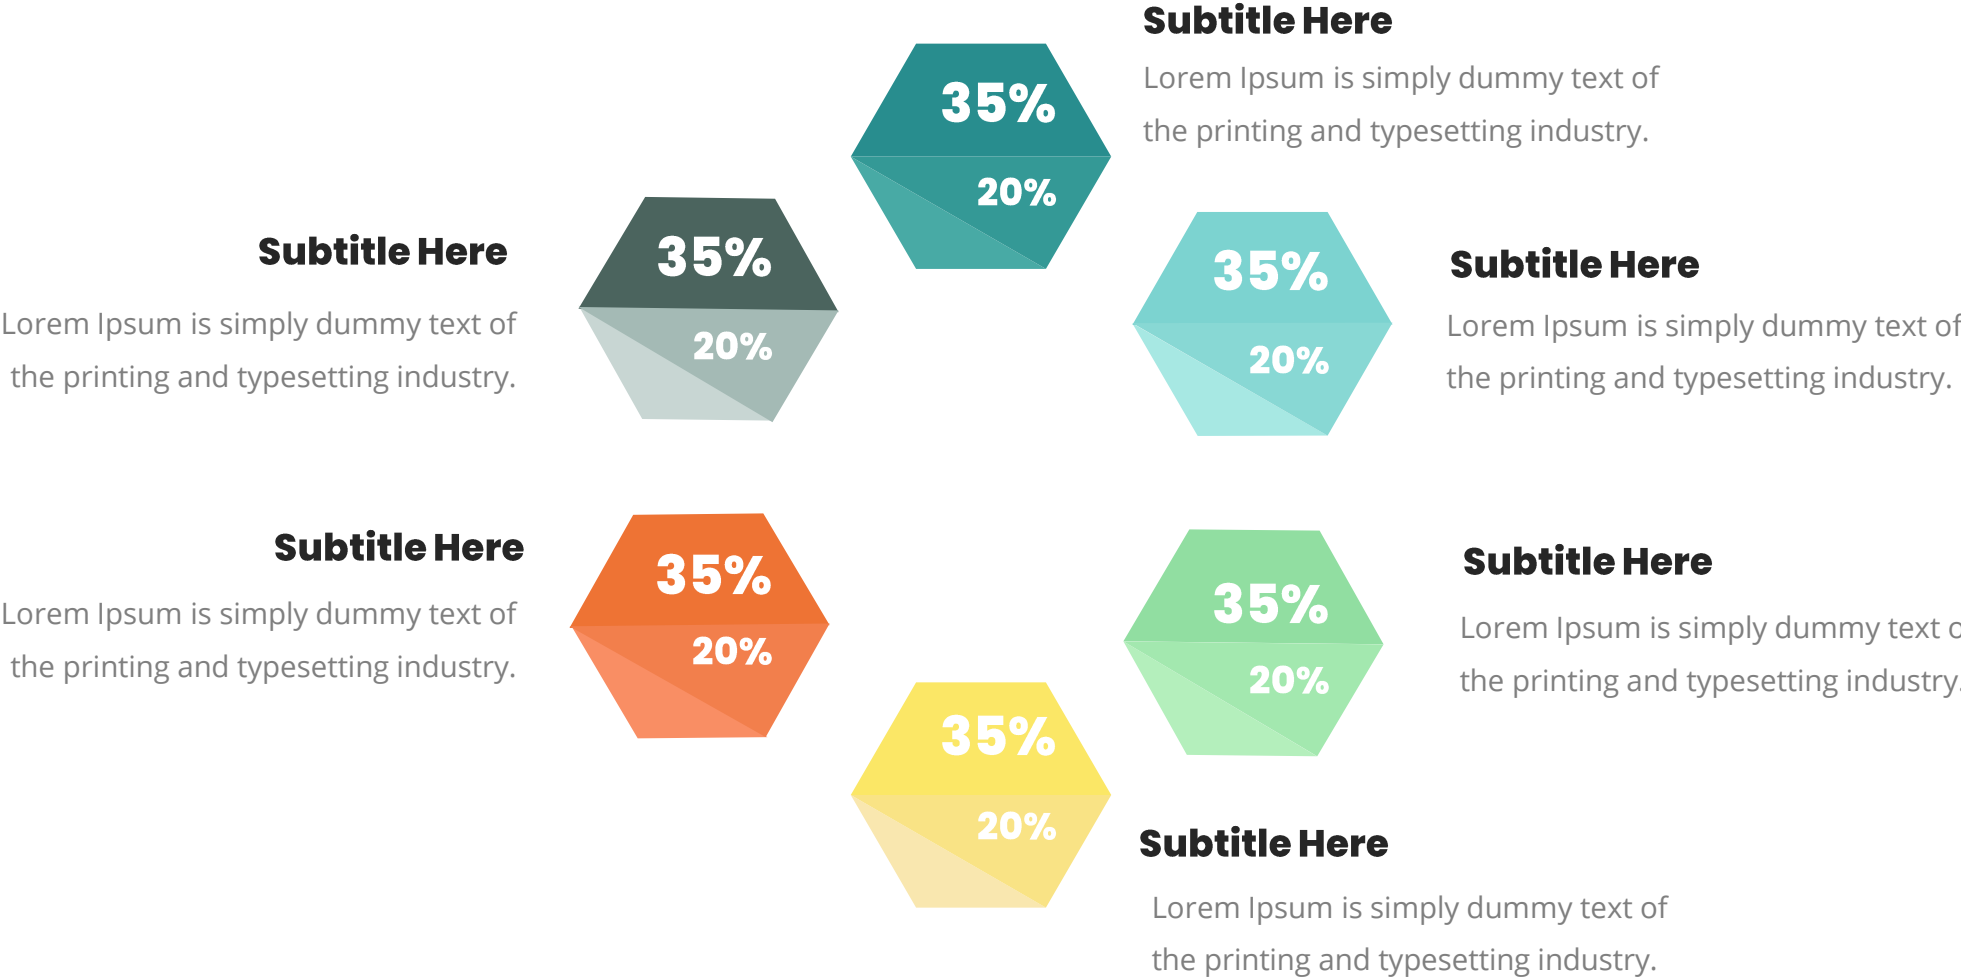 Subtitle Here
Lorem Ipsum is simply dummy text of
the printing and typesetting industry.
35%
20%
Subtitle Here
Lorem Ipsum is simply dummy text of
the printing and typesetting industry.
35%
20%
35%
20%
Subtitle Here
Lorem Ipsum is simply dummy text of
the printing and typesetting industry.
Subtitle Here
Lorem Ipsum is simply dummy text of
the printing and typesetting industry.
35%
20%
35%
20%
Subtitle Here
Lorem Ipsum is simply dummy text o
the printing and typesetting industry.
35%
20%
Subtitle Here
Lorem Ipsum is simply dummy text of
the printing and typesetting industry.